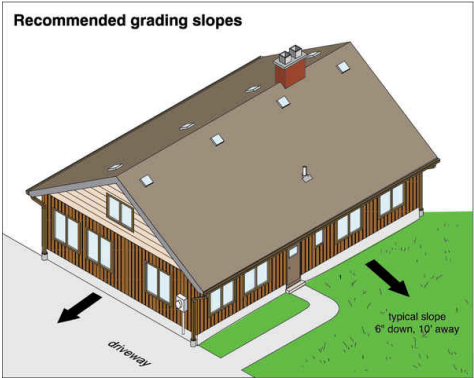 Recommended grading slopes
typical slope
6" down, 10' away
driveway